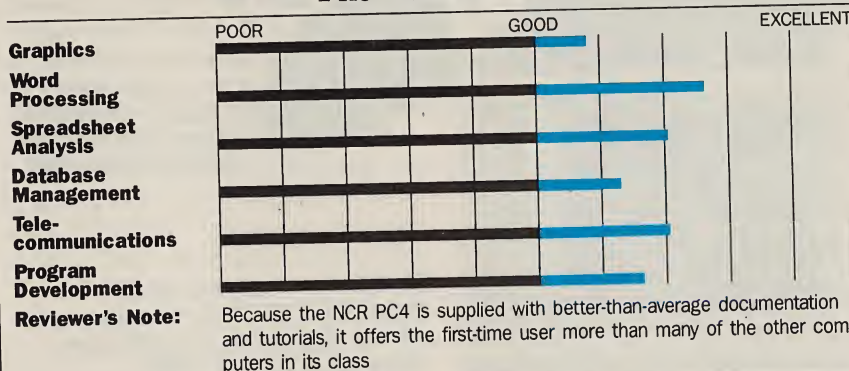 POOR GOOD EXCELLENT
Graphics
Word
Processing
Spreadsheet
Analysis
Database
Management
Tele-
communications
Program
Development
Reviewer's Note: Because the NCR PC4 is supplied with better-than-average documentation
and tutorials, it offers the first-time user more than many of the other com
puters in its class